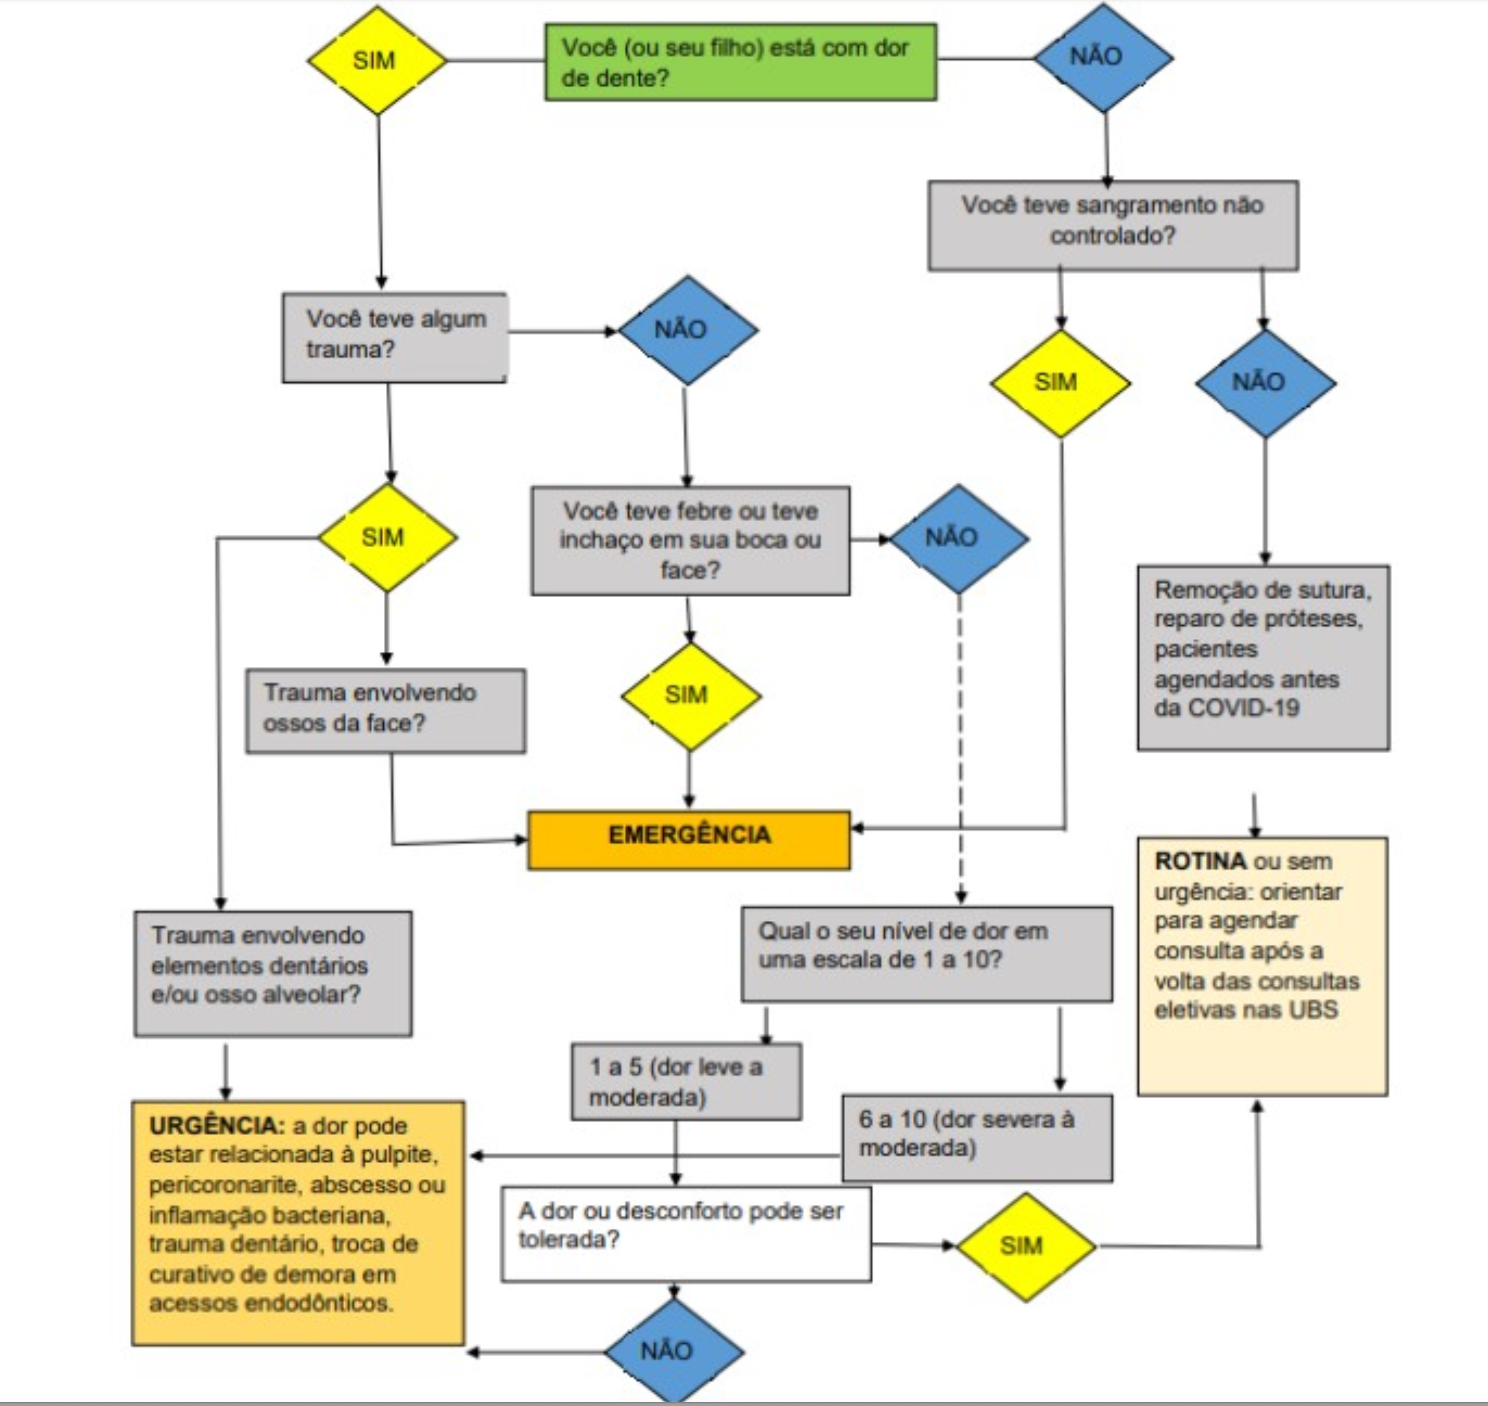 SIM
Você (ou seu filho) está com dor
de dente?
NÃO
Você teve sangramento não
controlado?
Você teve algum
trauma?
NÃO
SIM
NÃO
SIM
Você teve febre ou teve
inchaço em sua boca ou
face?
NÃO
Remoção de sutura,
reparo de próteses,
pacientes
agendados antes
da COVID-19
Trauma envolvendo
ossos da face?
SIM
EMERGÊNCIA
ROTINA ou sem
urgência: orientar
para agendar
consulta após a
volta das consultas
eletivas nas UBS
Trauma envolvendo
elementos dentários
e/ou osso alveolar?
Qual o seu nível de dor em
uma escala de 1 a 10?
1 a 5 (dor leve a
moderada)
6 a 10 (dor severa à
moderada)
URGÊNCIA: a dor pode
estar relacionada à pulpite,
pericoronarite, abscesso ou
inflamação bacteriana,
trauma dentário, troca de
curativo de demora em
acessos endodônticos.
A dor ou desconforto pode ser
tolerada?
SIM
NÃO